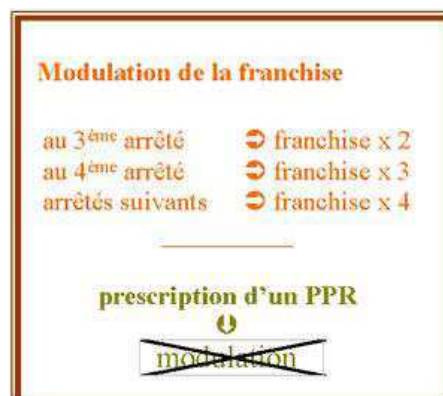 Modulation de la franchise
au 3ème arrêté ➲ franchise x 2
au 4ème arrêté ➲ franchise x 3
arrêtés suivants ➲ franchise x 4
prescription d'un PPR
modulation